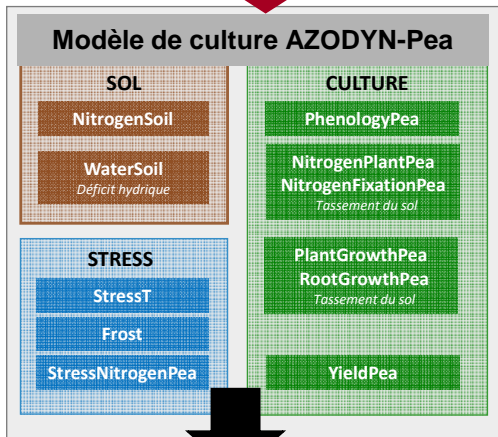 Modèle de culture AZODYN-Pea
SOL
NitrogenSoil
WaterSoil
Déficit hydrique
STRESS
StressT
Frost
StressNitrogenPea
CULTURE
PhenologyPea
NitrogenPlantPea
NitrogenFixationPea
Tassement du sol
PlantGrowthPea
RootGrowthPea
Tassement du sol
YieldPea